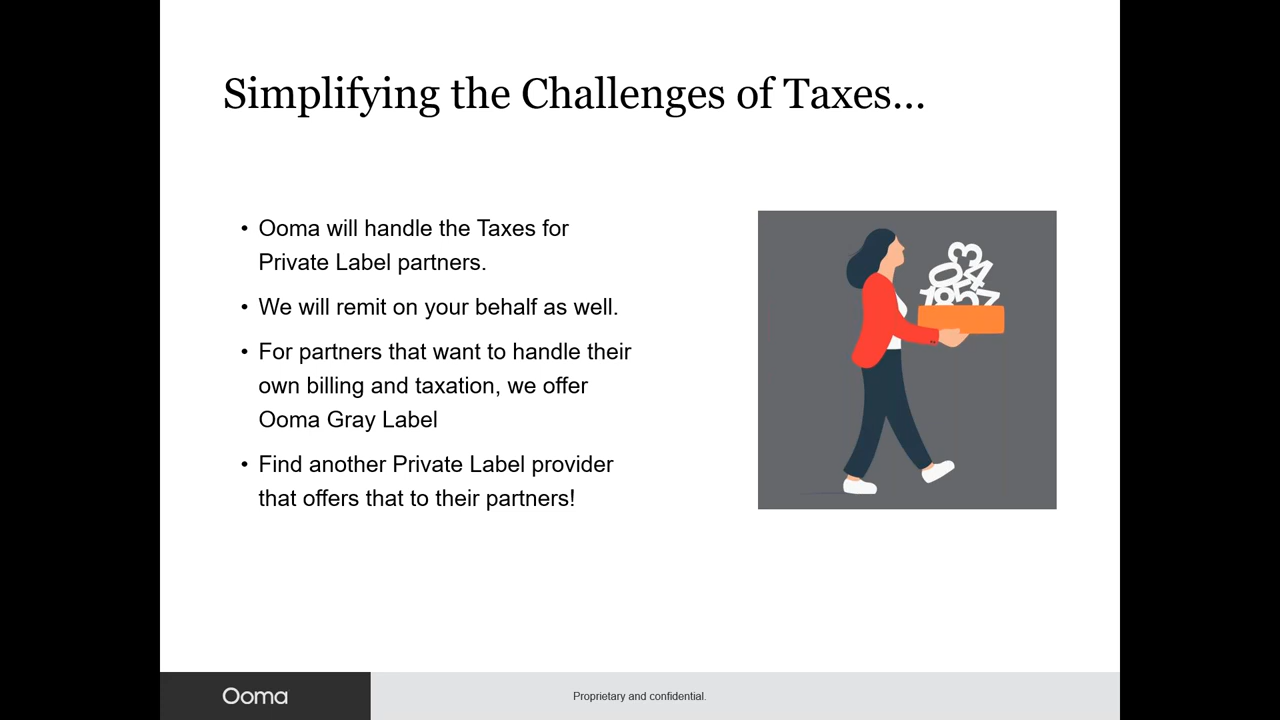 Simplifying the Challenges of Taxes...
• Ooma will handle the Taxes for
Private Label partners.
• We will remit on your behalf as well.
• For partners that want to handle their
own billing and taxation, we offer
Ooma Gray Label
• Find another Private Label provider
that offers that to their partners!
Ooma
Proprietary and confidential.